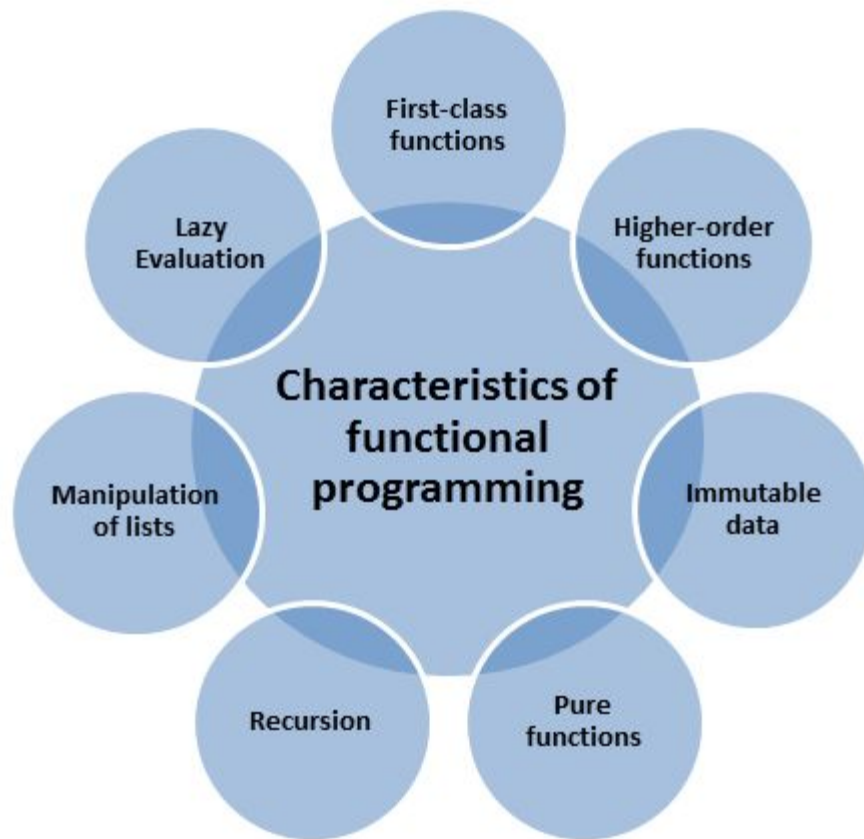 First-class
functions
Higher-order
functions
Immutable
data
Pure
functions
Recursion
Manipulation
of lists
Lazy
Evaluation
Characteristics of
functional
programming